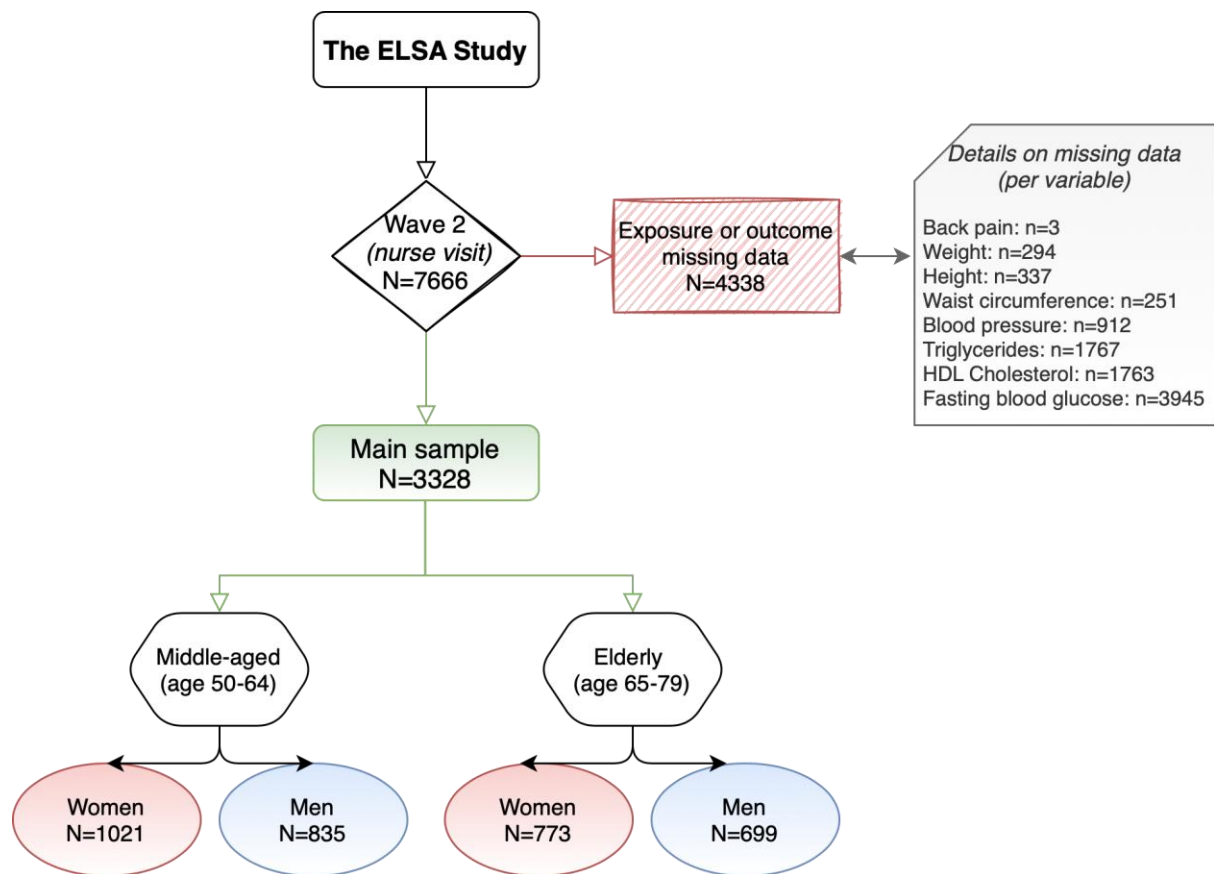 The ELSA Study
Wave 2
(nurse visit)
N=7666
Exposure or outcome
missing data
N=4338
Details on missing data
(per variable)
Back pain: n=3
Weight: n=294
Height: n=337
Waist circumference: n=251
Blood pressure: n=912
Triglycerides: n=1767
HDL Cholesterol: n=1763
Fasting blood glucose: n=3945
Main sample
N=3328
Middle-aged
(age 50-64)
Elderly
(age 65-79)
Women
N=1021
Men
N=835
Women
N=773
Men
N=699